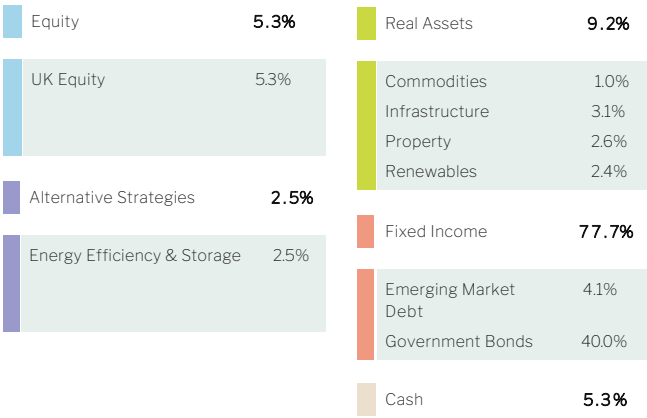 Equity 5.3%
UK Equity 5.3%
Alternative Strategies 2.5%
Energy Efficiency & Storage 2.5%
Real Assets 9.2%
Commodities 1.0%
Infrastructure 3.1%
Property 2.6%
Renewables 2.4%
Fixed Income 77.7%
Emerging Market 4.1%
Debt
Government Bonds 40.0%
Cash 5.3%